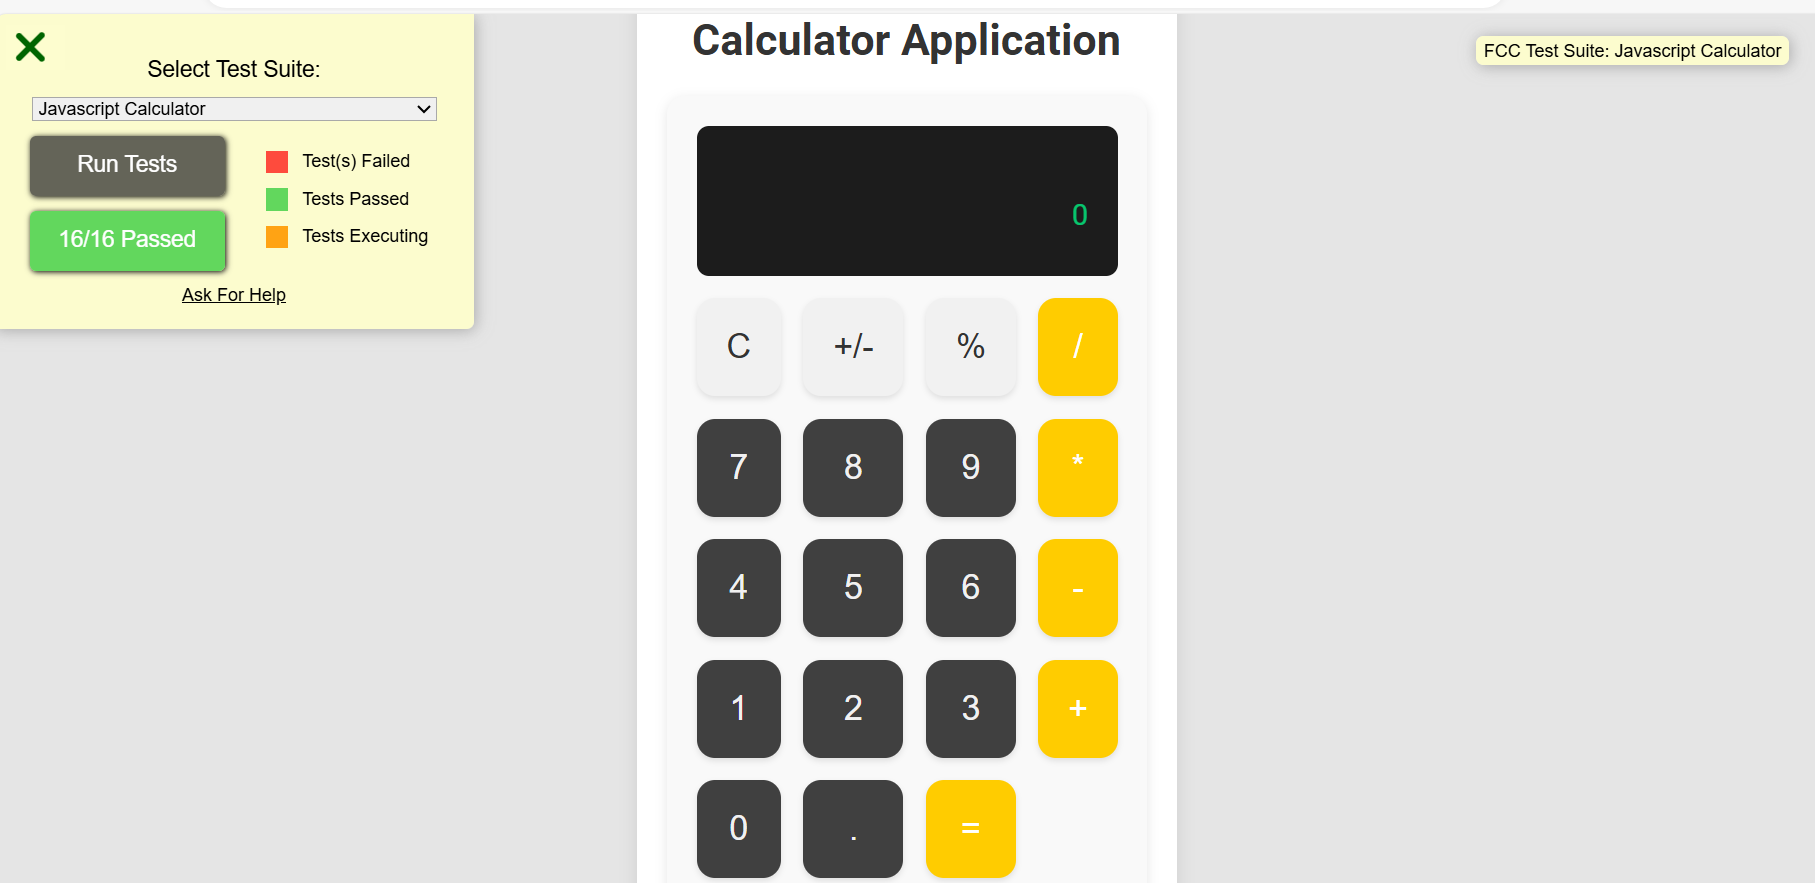 Select Test Suite:
Javascript Calculator
Run Tests
16/16 Passed
Test(s) Failed
Tests Passed
Tests Executing
Ask For Help
Calculator Application
0
C +/- % /
7 8 9 *
4 5 6 -
1 2 3 +
0 . =
FCC Test Suite: Javascript Calculator